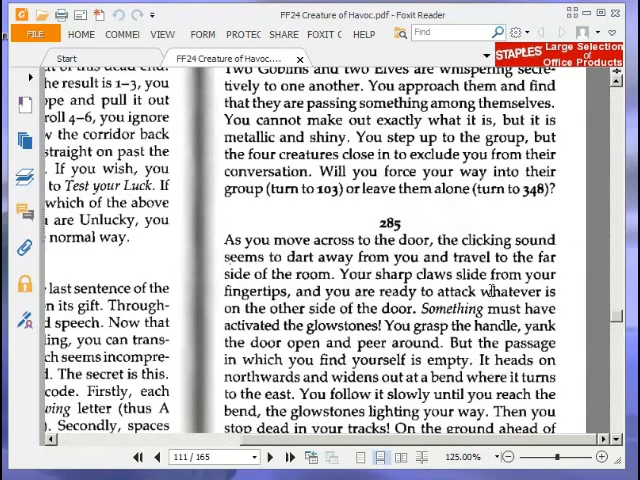 FF24 Creature of Havoc.pdf - Foxit Reader
FILE
HOME
COMMEI
VIEW
FORM
PROTEC
SHARE
FOXIT C
HELP
Find
Start
FF24 Creature of Havoc....
STAPLES Large Selection
of
Office Products
he result is 1–3, you
ope and pull it out
roll 4–6, you ignore
w the corridor back
straight on past the
. If you wish, you
to Test your Luck. If
which of the above
u are Unlucky, you
normal way.
last sentence of the
n its gift. Through-
d speech. Now that
ling, you can trans-
ch seems incompre-
d. The secret is this.
code. Firstly, each
wing letter (thus A
). Secondly, spaces
Two Goblins and two Elves are whispering secre-
tively to one another. You approach them and find
that they are passing something among themselves.
You cannot make out exactly what it is, but it is
metallic and shiny. You step up to the group, but
the four creatures close in to exclude you from their
conversation. Will you force your way into their
group (turn to 103) or leave them alone (turn to 348)?
285
As you move across to the door, the clicking sound
seems to dart away from you and travel to the far
side of the room. Your sharp claws slide from your
fingertips, and you are ready to attack whatever is
on the other side of the door. Something must have
activated the glowstones! You grasp the handle, yank
the door open and peer around. But the passage
in which you find yourself is empty. It heads on
northwards and widens out at a bend where it turns
to the east. You follow it slowly until you reach the
bend, the glowstones lighting your way. Then you
stop dead in your tracks! On the ground ahead of
111 / 165
125.00%